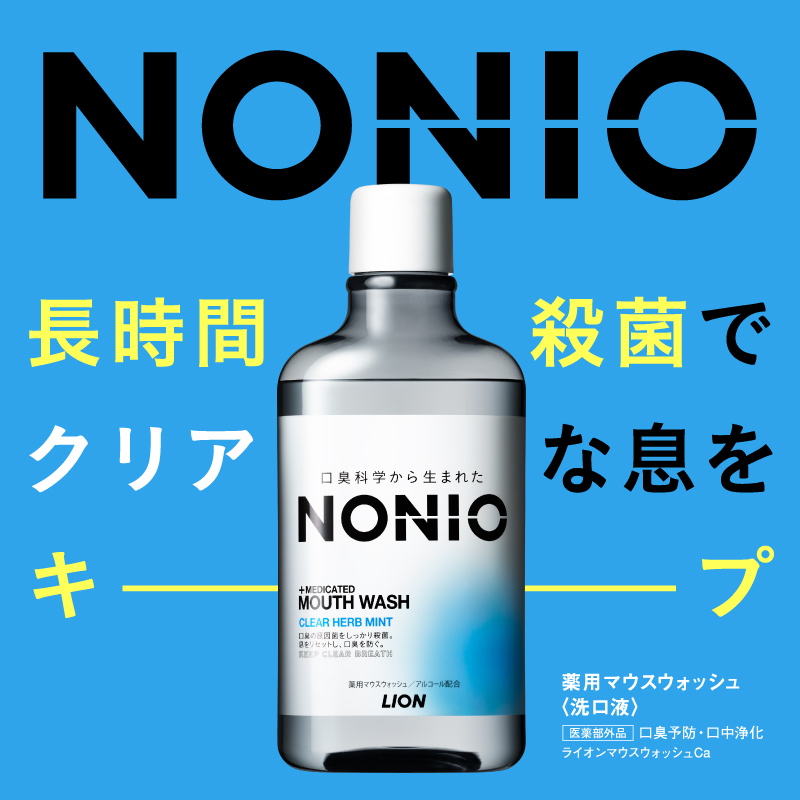 NONIO
長時間殺菌で
クリアな息を
キープ
口臭科学から生まれた
NONIO
+MEDICATED
MOUTH WASH
CLEAR HERB MINT
口臭の原因菌をしっかり殺菌。
息をリセットし、口臭を防ぐ。
KEEP CLEAR BREATH
薬用マウスウォッシュ/アルコール配合
LION
薬用マウスウォッシュ
〈洗口液〉
医薬部外品 口臭予防・口中浄化
ライオンマウスウォッシュCa